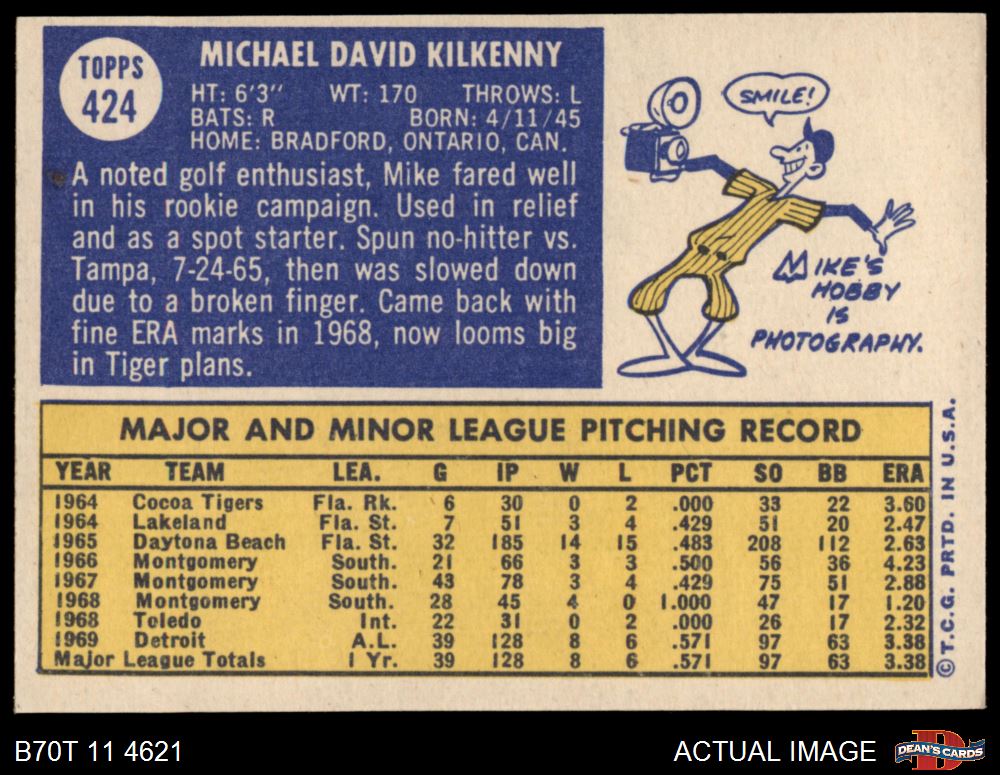 TOPPS
424
MICHAEL DAVID KILKENNY
HT: 6'3" WT: 170 THROWS: L
BATS: R BORN: 4/11/45
HOME: BRADFORD, ONTARIO, CAN.
A noted golf enthusiast, Mike fared well
in his rookie campaign. Used in relief
and as a spot starter. Spun no-hitter vs.
Tampa, 7-24-65, then was slowed down
due to a broken finger. Came back with
fine ERA marks in 1968, now looms big
in Tiger plans.
SMILE!
MIKE'S
HOBBY
IS
PHOTOGRAPHY.
MAJOR AND MINOR LEAGUE PITCHING RECORD
YEAR TEAM LEA. G IP W L PCT SO BB ERA
1964 Cocoa Tigers Fla. Rk. 6 30 0 2 .000 33 22 3.60
1964 Lakeland Fla. St. 7 51 3 4 .429 51 20 2.47
1965 Daytona Beach Fla. St. 32 185 14 15 .483 208 112 2.63
1966 Montgomery South. 21 66 3 3 .500 56 36 4.23
1967 Montgomery South. 43 78 3 4 .429 75 51 2.88
1968 Montgomery South. 28 45 4 0 1.000 47 17 1.20
1968 Toledo Int. 22 31 0 2 .000 26 17 2.32
1969 Detroit A.L. 39 128 8 6 .571 97 63 3.38
Major League Totals 1 Yr. 39 128 8 6 .571 97 63 3.38
© T.C.G. PRTD. IN U.S.A.
B70T 11 4621
ACTUAL IMAGE
DEAN'S CARDS